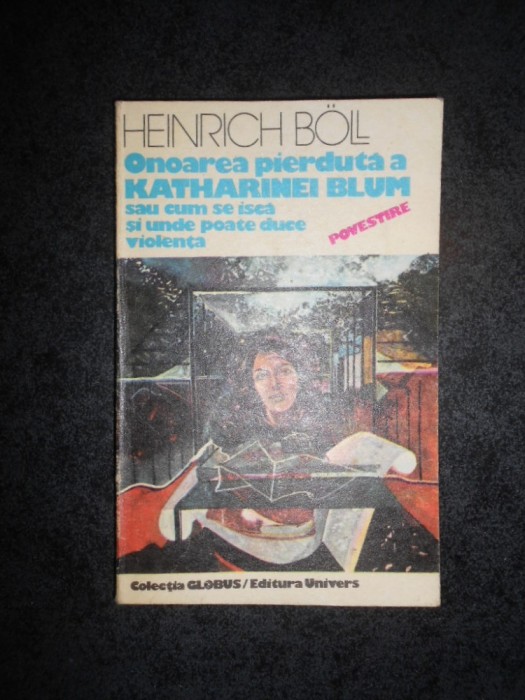 HEINRICH BÖLL
Onoarea pierdută a
KATHARINEI BLUM
sau cum se iscă
și unde poate duce
violența
POVESTIRE
Colecția GLOBUS/Editura Univers